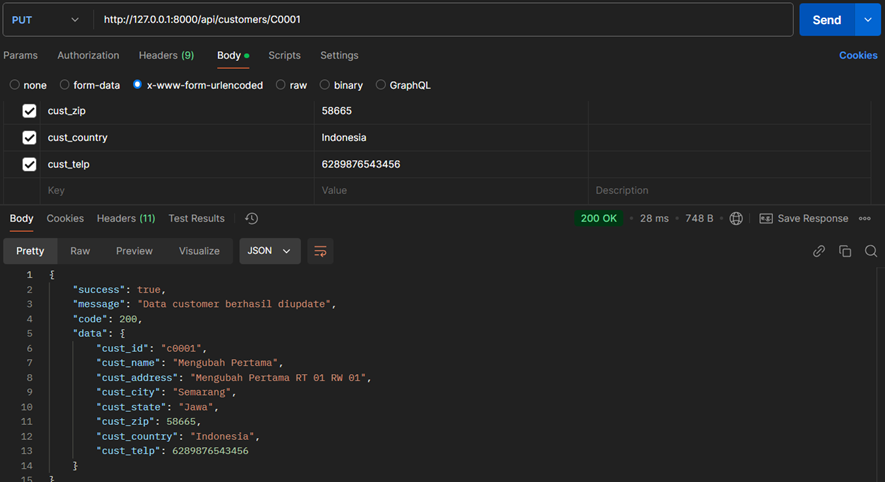 PUT http://127.0.0.1:8000/api/customers/C0001 Send
Params Authorization Headers (9) Body Scripts Settings Cookies
none form-data x-www-form-urlencoded raw binary GraphQL
cust_zip 58665
cust_country Indonesia
cust_telp 6289876543456
Key Value Description
Body Cookies Headers (11) Test Results 200 OK 28 ms 748 B Save Response
Pretty Raw Preview Visualize JSON
1 {
2 "success": true,
3 "message": "Data customer berhasil diupdate",
4 "code": 200,
5 "data": {
6 "cust_id": "c0001",
7 "cust_name": "Mengubah Pertama",
8 "cust_address": "Mengubah Pertama RT 01 RW 01",
9 "cust_city": "Semarang",
10 "cust_state": "Jawa",
11 "cust_zip": 58665,
12 "cust_country": "Indonesia",
13 "cust_telp": 6289876543456
14 }
15 }